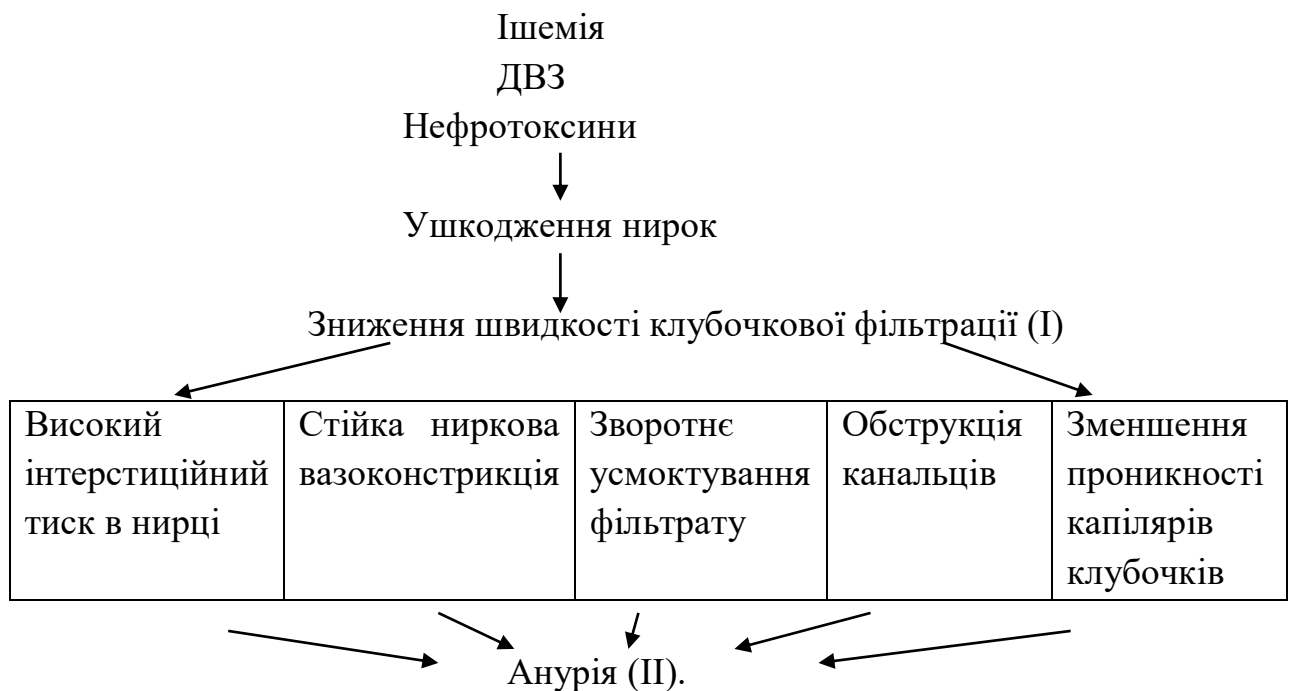 Ішемія
ДВЗ
Нефротоксини
Ушкодження нирок
Зниження швидкості клубочкової фільтрації (I)
Високий
інтерстиційний
тиск в нирці
Стійка ниркова
вазоконстрикція
Зворотнє
усмоктування
фільтрату
Обструкція
канальців
Зменшення
проникності
капілярів
клубочків
Анурія (II).